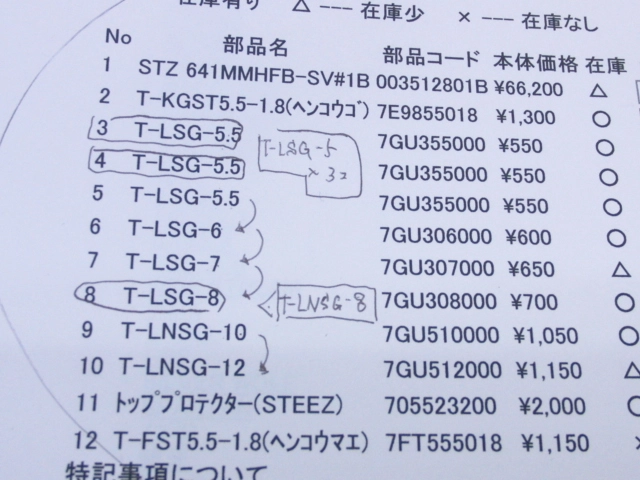 在庫有り △ --- 在庫少 × --- 在庫なし
No 部品名 部品コード 本体価格 在庫
1 STZ 641MMHFB-SV#1B 003512801B ¥66,200 △
2 T-KGST5.5-1.8(ヘンコウゴ) 7E9855018 ¥1,300 ○
3 T-LSG-5.5 7GU355000 ¥550 ○
4 T-LSG-5.5 7GU355000 ¥550 ○
T-LSG-5
×3コ
5 T-LSG-5.5 7GU355000 ¥550 ○
6 T-LSG-6 7GU306000 ¥600 ○
7 T-LSG-7 7GU307000 ¥650 △
8 T-LSG-8 T-LNSG-8 7GU308000 ¥700 ○
9 T-LNSG-10 7GU510000 ¥1,050 ○
10 T-LNSG-12 7GU512000 ¥1,150 △
11 トッププロテクター(STEEZ) 705523200 ¥2,000 ○
12 T-FST5.5-1.8(ヘンコウマエ) 7FT555018 ¥1,150 ×
特記事項について